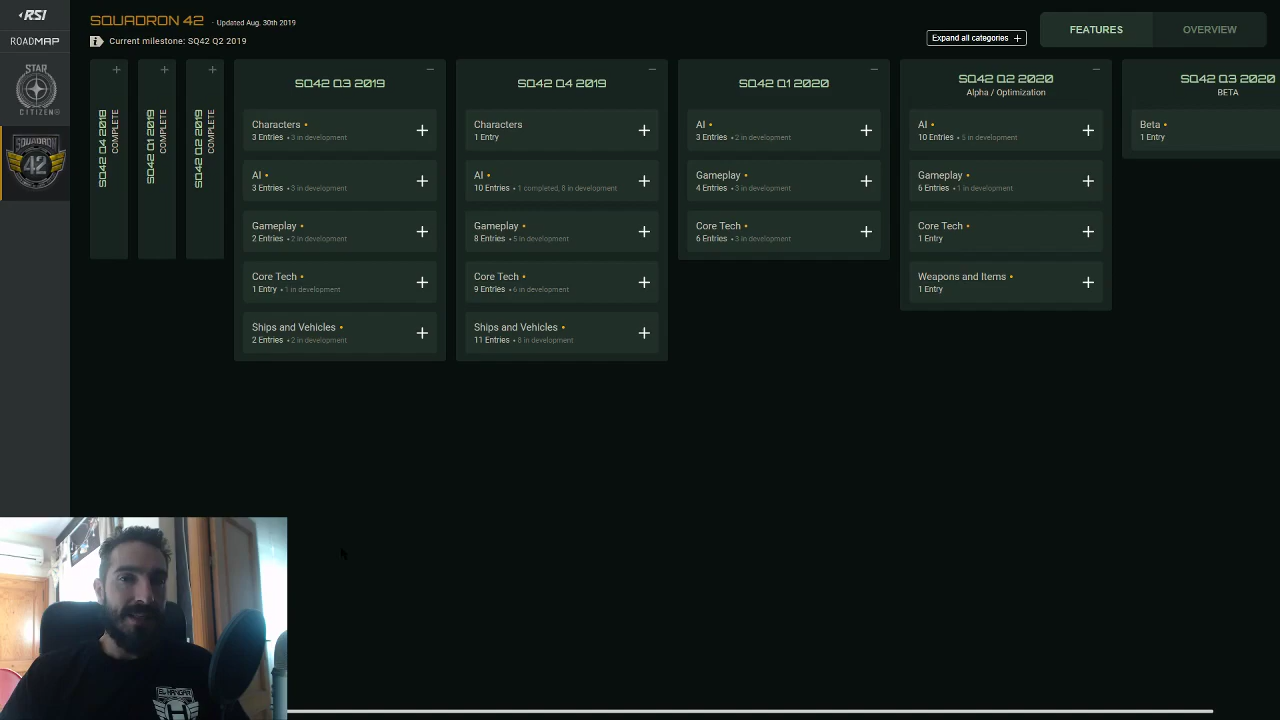 RSI
ROADMAP
STAR
CITIZEN
SQUADRON
42
SQUADRON 42 - Updated Aug. 30th 2019
Current milestone: SQ42 Q2 2019
Expand all categories +
FEATURES
OVERVIEW
SQ42 Q4 2018
COMPLETE
SQ42 Q1 2019
COMPLETE
SQ42 Q2 2019
COMPLETE
SQ42 Q3 2019
Characters
3 Entries • 3 in development
AI
3 Entries • 3 in development
Gameplay
2 Entries • 2 in development
Core Tech
1 Entry • 1 in development
Ships and Vehicles
2 Entries • 2 in development
SQ42 Q4 2019
Characters
1 Entry
AI
10 Entries • 1 completed, 8 in development
Gameplay
8 Entries • 5 in development
Core Tech
9 Entries • 6 in development
Ships and Vehicles
11 Entries • 8 in development
SQ42 Q1 2020
AI
3 Entries • 2 in development
Gameplay
4 Entries • 3 in development
Core Tech
6 Entries • 3 in development
SQ42 Q2 2020
Alpha / Optimization
AI
10 Entries • 5 in development
Gameplay
6 Entries • 1 in development
Core Tech
1 Entry
Weapons and Items
1 Entry
SQ42 Q3 2020
BETA
Beta
1 Entry